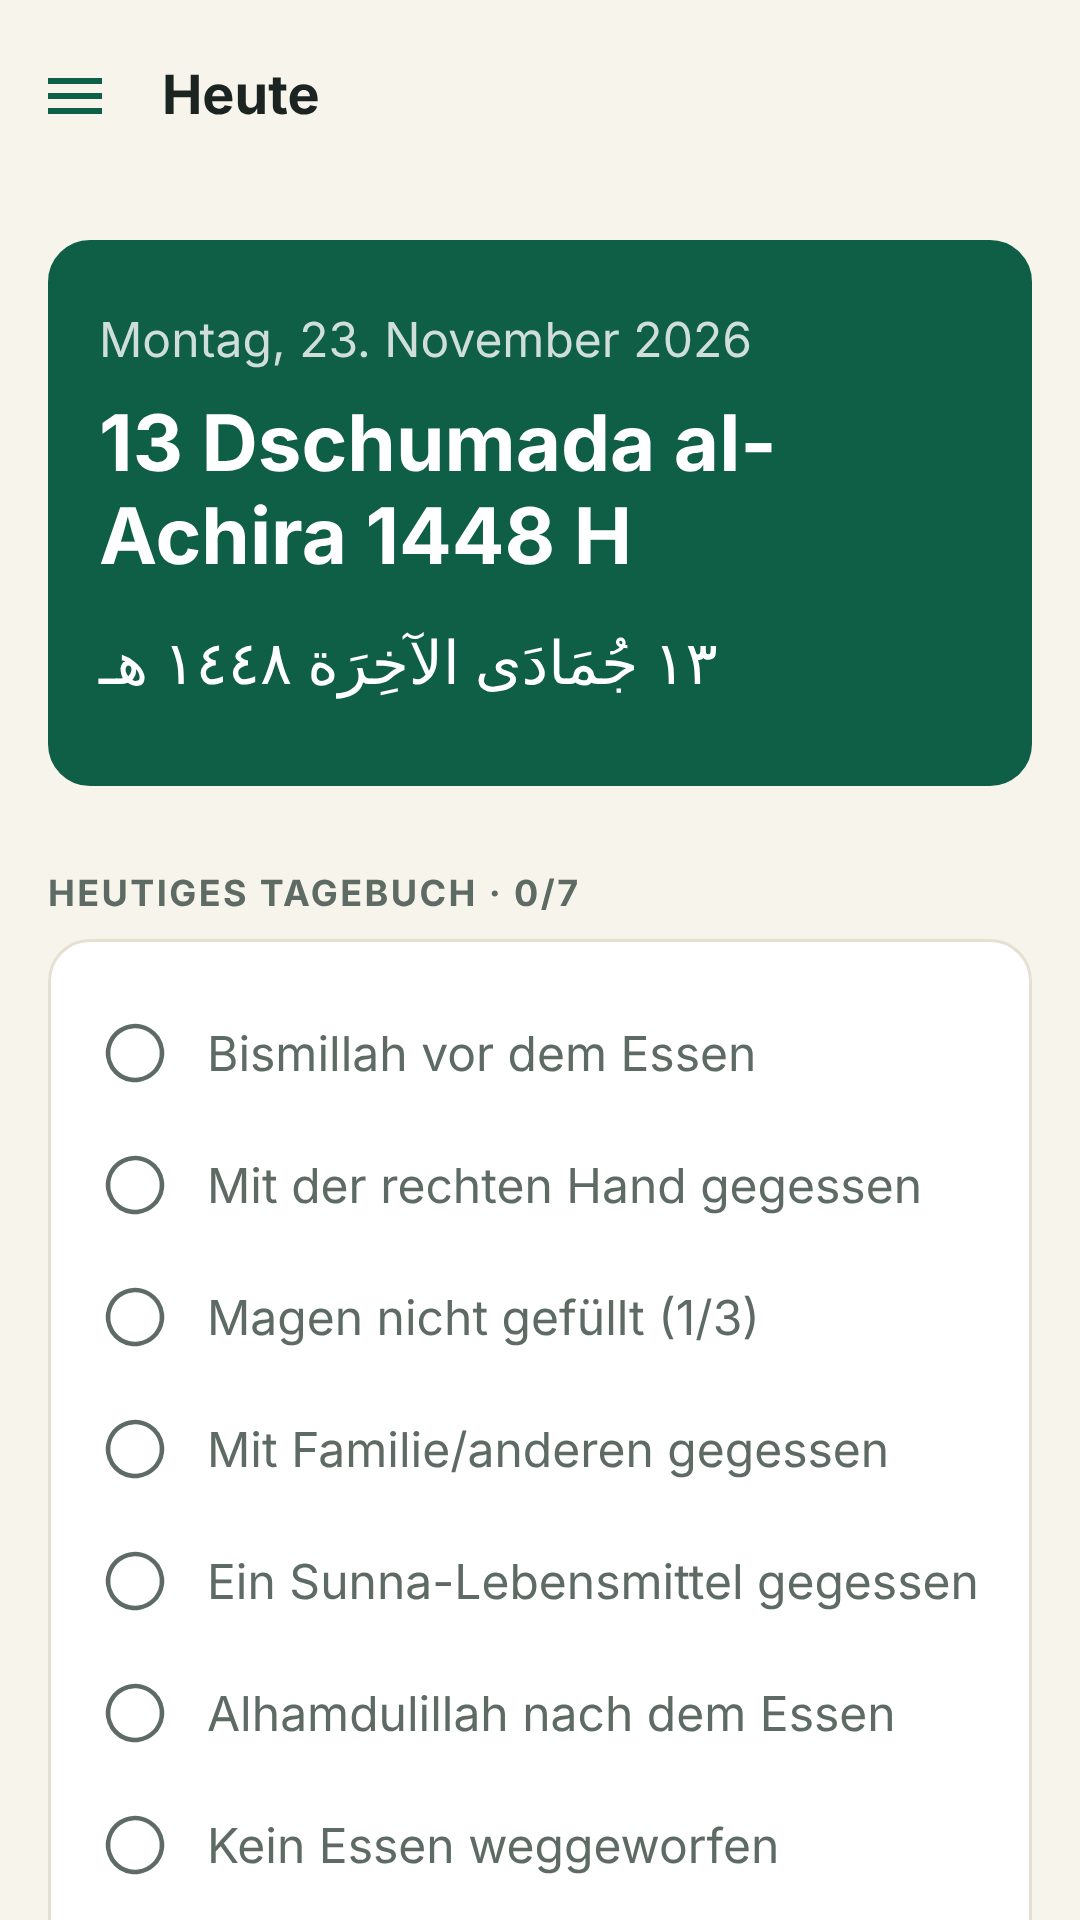 Heute
Montag, 23. November 2026
13 Dschumada al-
Achira 1448 H
١٣ جُمَادَى الآخِرَة ١٤٤٨ هـ
HEUTIGES TAGEBUCH · 0/7
Bismillah vor dem Essen
Mit der rechten Hand gegessen
Magen nicht gefüllt (1/3)
Mit Familie/anderen gegessen
Ein Sunna-Lebensmittel gegessen
Alhamdulillah nach dem Essen
Kein Essen weggeworfen